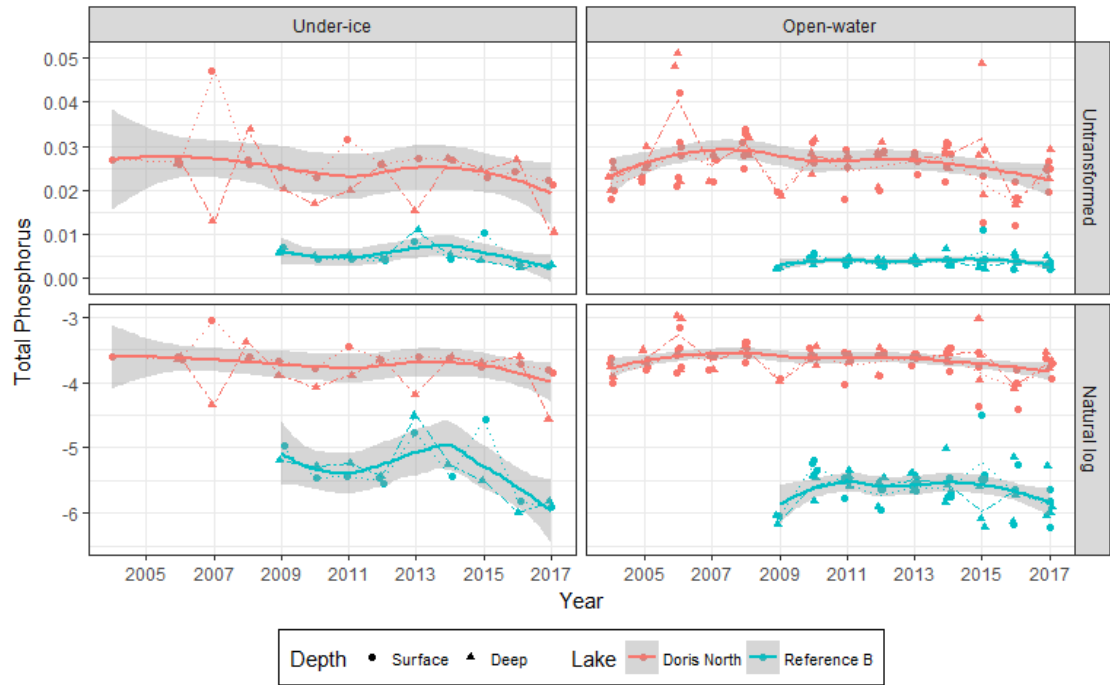 Under-ice
Open-water
Total Phosphorus
0.05
0.04
0.03
0.02
0.01
0.00
Untransformed
-3
-4
-5
-6
Natural log
2005 2007 2009 2011 2013 2015 2017
2005 2007 2009 2011 2013 2015 2017
Year
Depth Surface Deep Lake Doris North Reference B